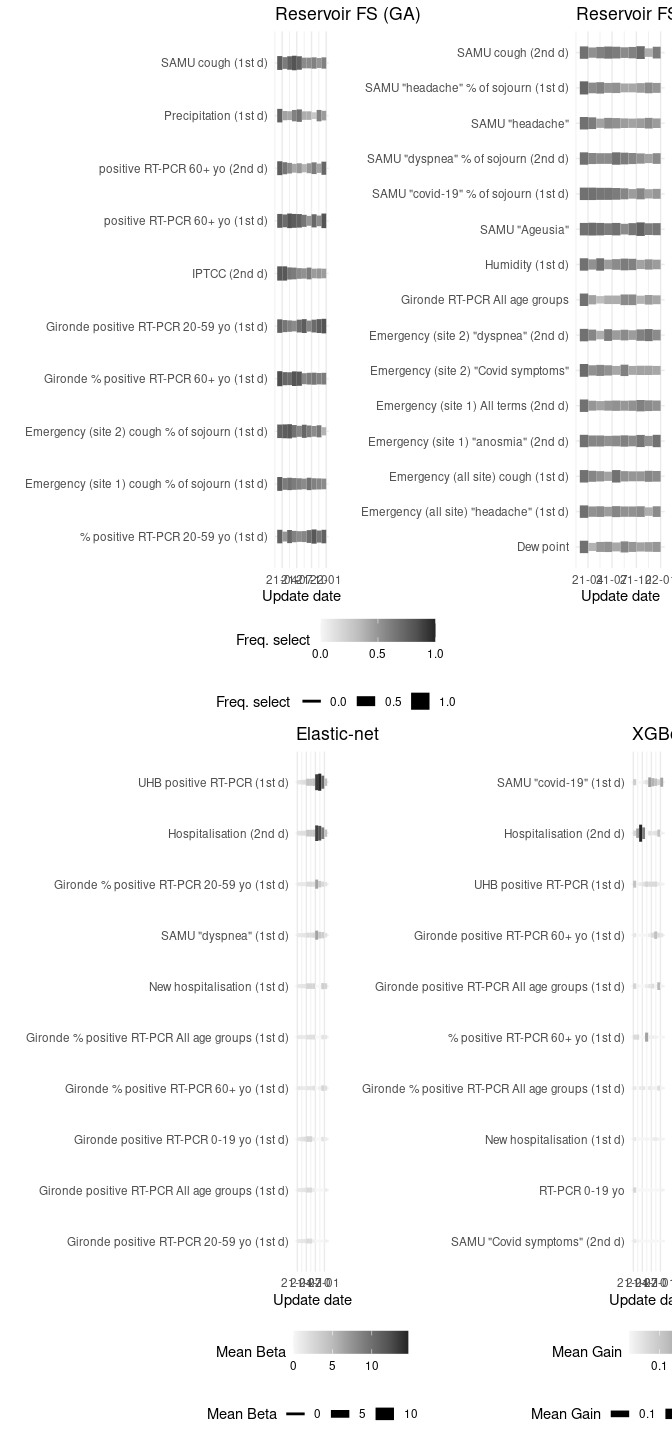 Reservoir FS (GA)
SAMU cough (1st d)
Precipitation (1st d)
positive RT-PCR 60+ yo (2nd d)
positive RT-PCR 60+ yo (1st d)
IPTCC (2nd d)
Gironde positive RT-PCR 20-59 yo (1st d)
Gironde % positive RT-PCR 60+ yo (1st d)
Emergency (site 2) cough % of sojourn (1st d)
Emergency (site 1) cough % of sojourn (1st d)
% positive RT-PCR 20-59 yo (1st d)
Update date
Reservoir FS
SAMU cough (2nd d)
SAMU "headache" % of sojourn (1st d)
SAMU "headache"
SAMU "dyspnea" % of sojourn (2nd d)
SAMU "covid-19" % of sojourn (1st d)
SAMU "Ageusia"
Humidity (1st d)
Gironde RT-PCR All age groups
Emergency (site 2) "dyspnea" (2nd d)
Emergency (site 2) "Covid symptoms"
Emergency (site 1) All terms (2nd d)
Emergency (site 1) "anosmia" (2nd d)
Emergency (all site) cough (1st d)
Emergency (all site) "headache" (1st d)
Dew point
Update date
Freq. select
0.0 0.5 1.0
Freq. select 0.0 0.5 1.0
Elastic-net
UHB positive RT-PCR (1st d)
Hospitalisation (2nd d)
Gironde % positive RT-PCR 20-59 yo (1st d)
SAMU "dyspnea" (1st d)
New hospitalisation (1st d)
Gironde % positive RT-PCR All age groups (1st d)
Gironde % positive RT-PCR 60+ yo (1st d)
Gironde positive RT-PCR 0-19 yo (1st d)
Gironde positive RT-PCR All age groups (1st d)
Gironde positive RT-PCR 20-59 yo (1st d)
Update date
Mean Beta
0 5 10
Mean Beta 0 5 10
SAMU "covid-19" (1st d)
Hospitalisation (2nd d)
UHB positive RT-PCR (1st d)
Gironde positive RT-PCR 60+ yo (1st d)
Gironde positive RT-PCR All age groups (1st d)
% positive RT-PCR 60+ yo (1st d)
Gironde % positive RT-PCR All age groups (1st d)
New hospitalisation (1st d)
RT-PCR 0-19 yo
SAMU "Covid symptoms" (2nd d)
Update da
Mean Gain
0.1
Mean Gain 0.1